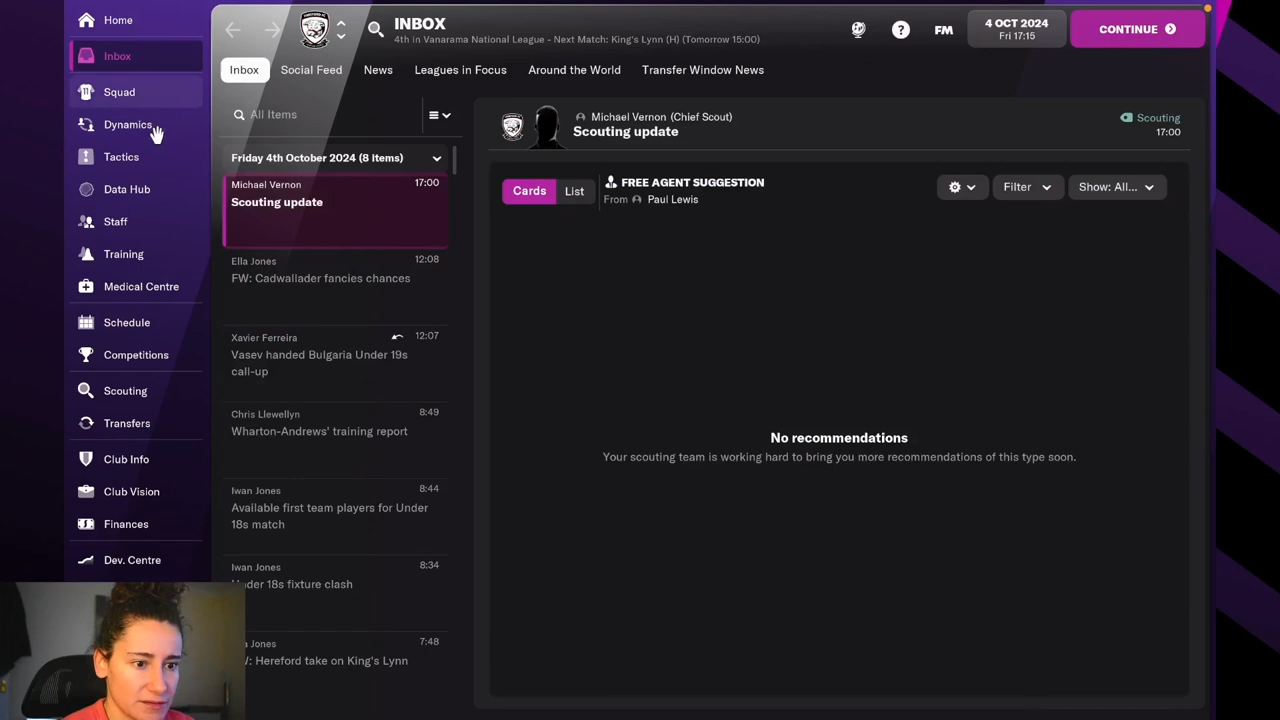 Home
Inbox
Squad
Dynamics
Tactics
Data Hub
Staff
Training
Medical Centre
Schedule
Competitions
Scouting
Transfers
Club Info
Club Vision
Finances
Dev. Centre
INBOX
4th in Vanarama National League - Next Match: King's Lynn (H) (Tomorrow 15:00)
FM
4 OCT 2024
Fri 17:15
CONTINUE
Inbox
Social Feed
News
Leagues in Focus
Around the World
Transfer Window News
All Items
Friday 4th October 2024 (8 items)
Michael Vernon
17:00
Scouting update
Ella Jones
12:08
FW: Cadwallader fancies chances
Xavier Ferreira
12:07
Vasev handed Bulgaria Under 19s
call-up
Chris Llewellyn
8:49
Wharton-Andrews' training report
Iwan Jones
8:44
Available first team players for Under
18s match
Iwan Jones
8:34
Under 18s fixture clash
Jones
7:48
Hereford take on King's Lynn
Michael Vernon (Chief Scout)
Scouting update
Scouting
17:00
Cards
List
FREE AGENT SUGGESTION
From Paul Lewis
Filter
Show: All...
No recommendations
Your scouting team is working hard to bring you more recommendations of this type soon.